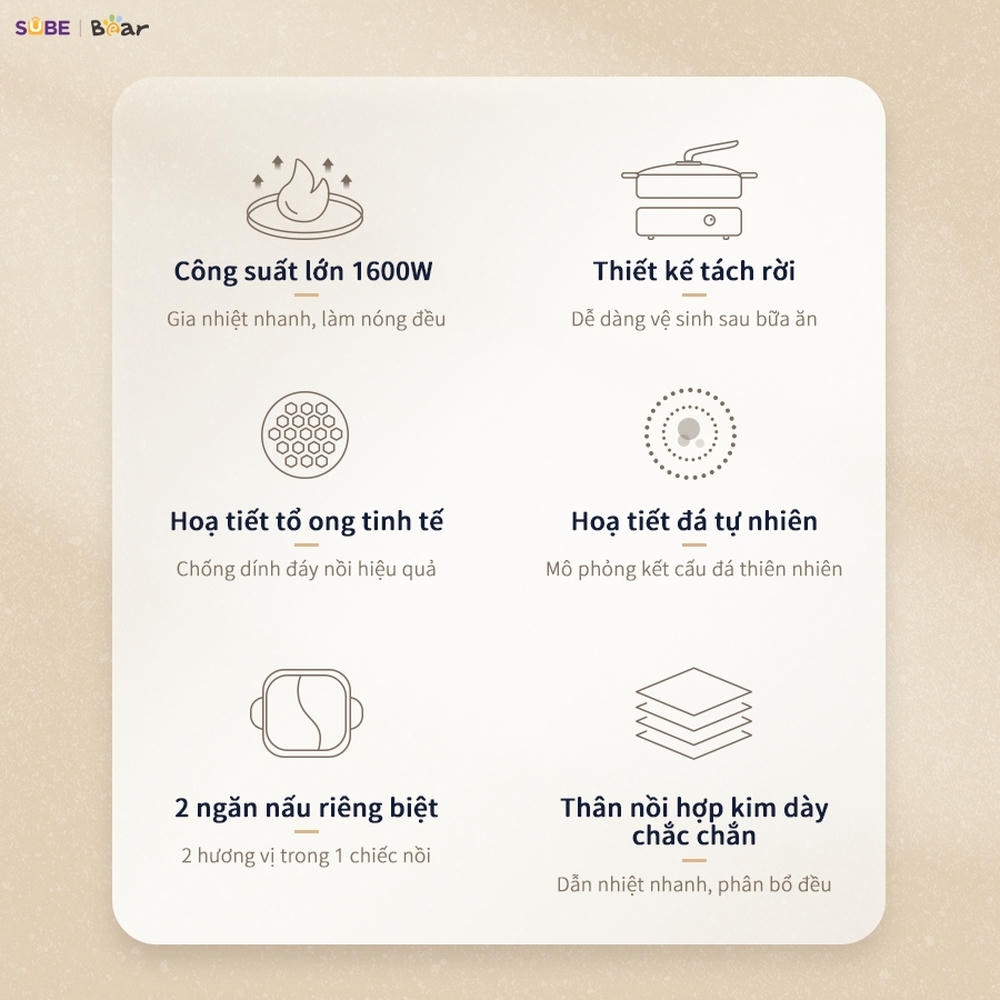 SUBE | Bear
Công suất lớn 1600W
Gia nhiệt nhanh, làm nóng đều
Thiết kế tách rời
Dễ dàng vệ sinh sau bữa ăn
Hoạ tiết tổ ong tinh tế
Chống dính đáy nồi hiệu quả
Hoạ tiết đá tự nhiên
Mô phỏng kết cấu đá thiên nhiên
2 ngăn nấu riêng biệt
2 hương vị trong 1 chiếc nồi
Thân nồi hợp kim dày
chắc chắn
Dẫn nhiệt nhanh, phân bổ đều